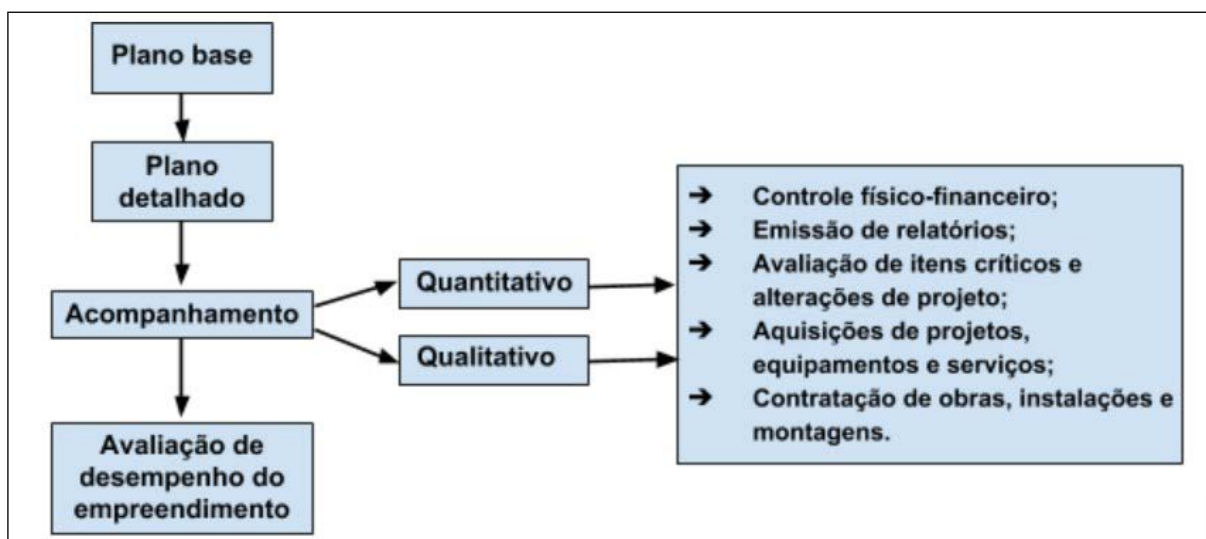 Plano base
Plano
detalhado
Acompanhamento
Avaliação de
desempenho do
empreendimento
Quantitativo
Qualitativo
➔ Controle físico-financeiro;
➔ Emissão de relatórios;
➔ Avaliação de itens críticos e
alterações de projeto;
➔ Aquisições de projetos,
equipamentos e serviços;
➔ Contratação de obras, instalações e
montagens.